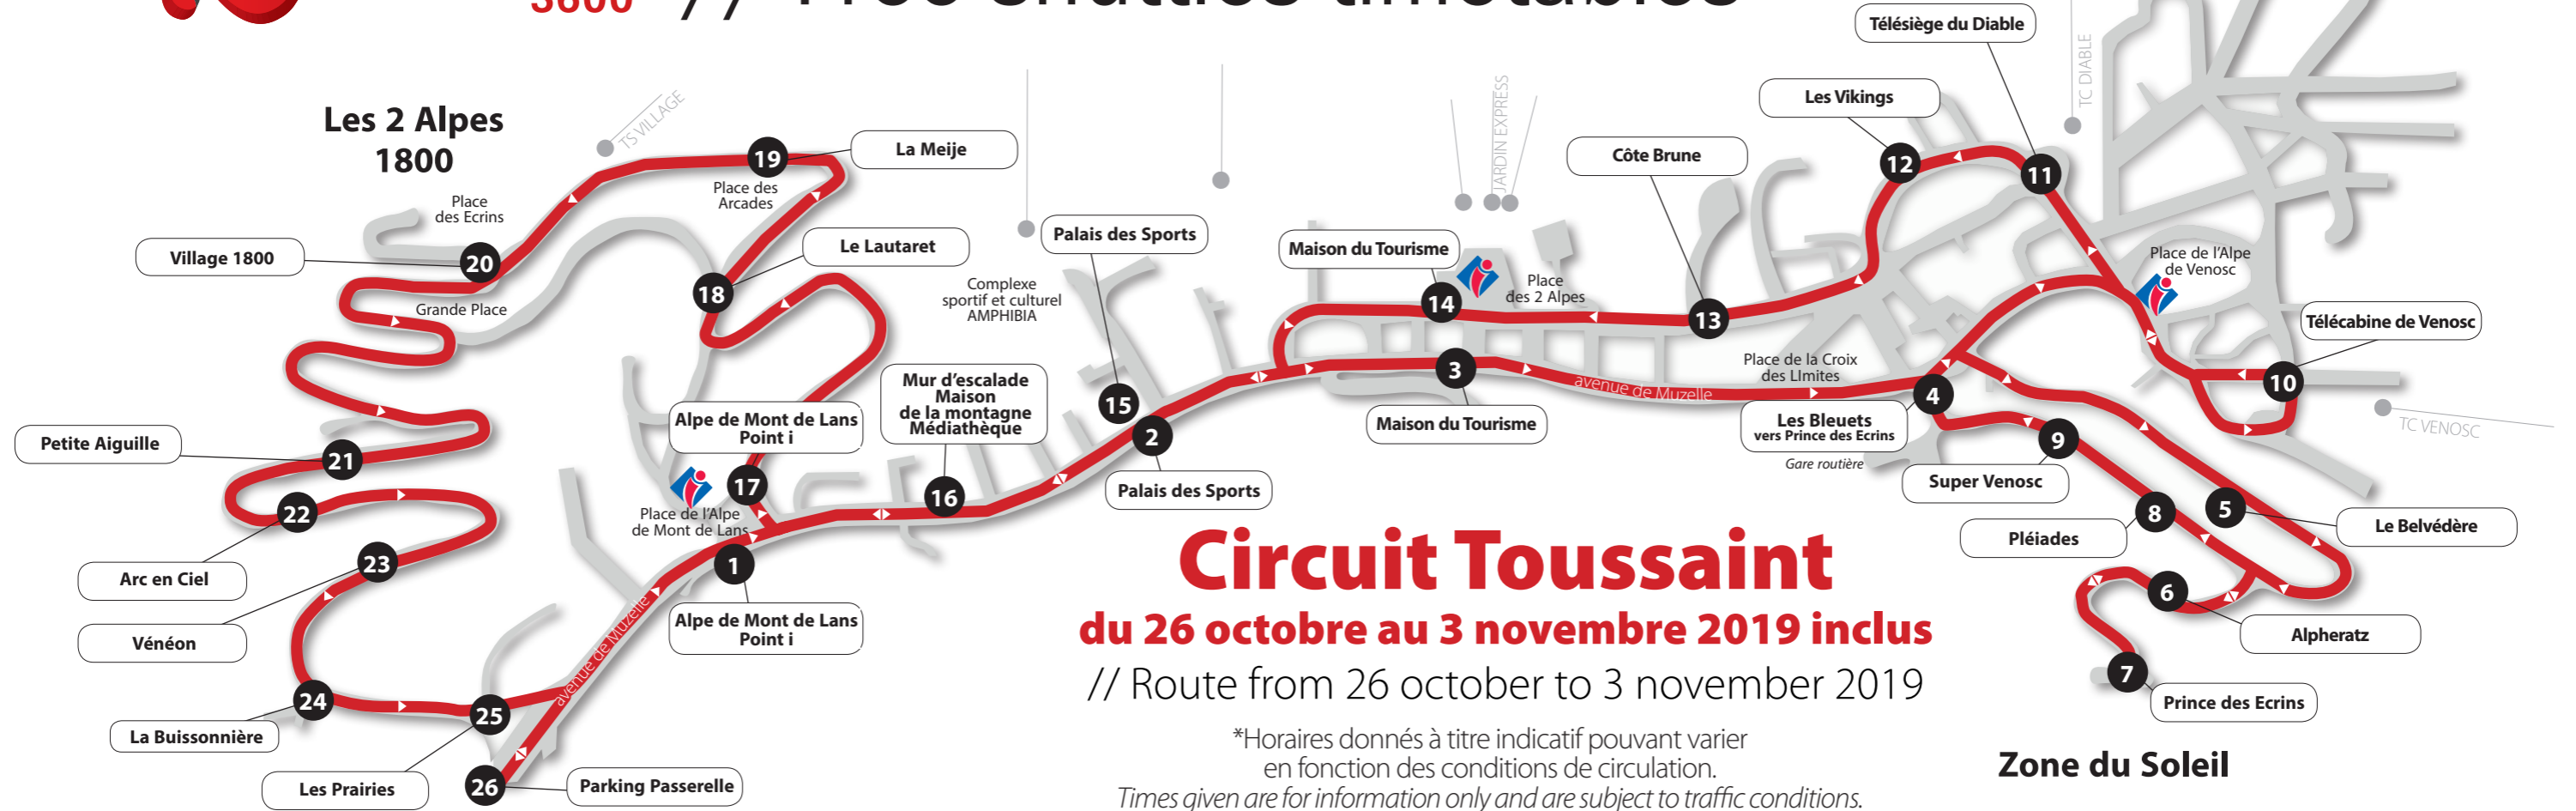 3600 // Free shuttles timetables
Télésiège du Diable
TC DIABLE
Les Vikings
JARDIN EXPRESS
TS VILLAGE
Les 2 Alpes
1800
19
La Meije
Côte Brune
12
11
Place des
Arcades
Place
des Ecrins
Village 1800
20
Le Lautaret
18
Grande Place
Complexe
sportif et culturel
AMPHIBIA
Palais des Sports
Maison du Tourisme
14
Place
des 2 Alpes
13
Place de l'Alpe
de Venosc
Télécabine de Venosc
10
TC VENOSC
Mur d'escalade
Maison
de la montagne
Médiathèque
15
2
3
Maison du Tourisme
avenue de Muzelle
Place de la Croix
des LImites
4
Les Bleuets
vers Prince des Ecrins
Gare routière
9
Super Venosc
Petite Aiguille
21
Alpe de Mont de Lans
Point i
17
16
Palais des Sports
22
Place de l'Alpe
de Mont de Lans
8
5
Le Belvédère
Pléiades
Arc en Ciel
23
1
Circuit Toussaint
6
Vénéon
Alpe de Mont de Lans
Point i
du 26 octobre au 3 novembre 2019 inclus
Alpheratz
avenue de Muzelle
// Route from 26 october to 3 november 2019
7
Prince des Ecrins
24
25
La Buissonnière
*Horaires donnés à titre indicatif pouvant varier
en fonction des conditions de circulation.
Zone du Soleil
Les Prairies
26
Parking Passerelle
Times given are for information only and are subject to traffic conditions.